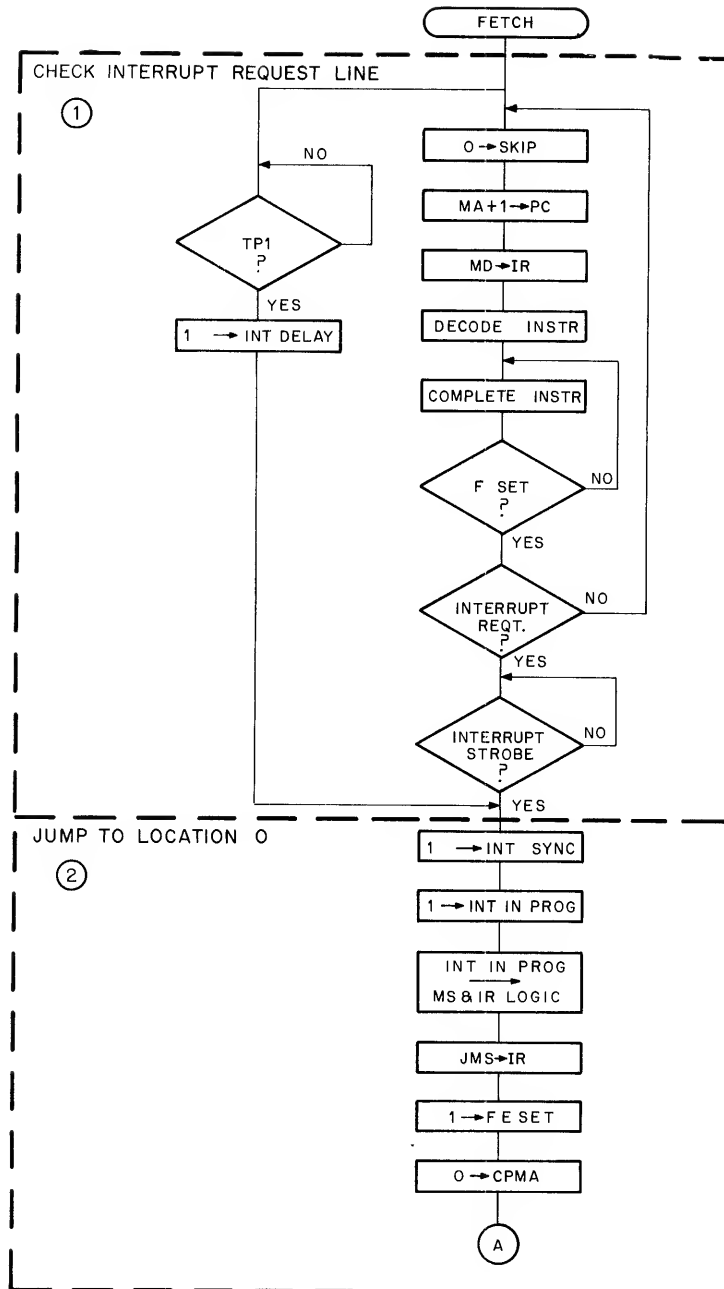 FETCH
CHECK INTERRUPT REQUEST LINE
1
NO
TP1
?
YES
1 → INT DELAY
0→SKIP
MA+1→PC
MD→IR
DECODE INSTR
COMPLETE INSTR
F SET
?
NO
YES
INTERRUPT
REQT.
?
NO
YES
INTERRUPT
STROBE
?
NO
YES
JUMP TO LOCATION 0
2
1 → INT SYNC
1 → INT IN PROG
INT IN PROG
→
MS & IR LOGIC
JMS→IR
1→F E SET
0→CPMA
A